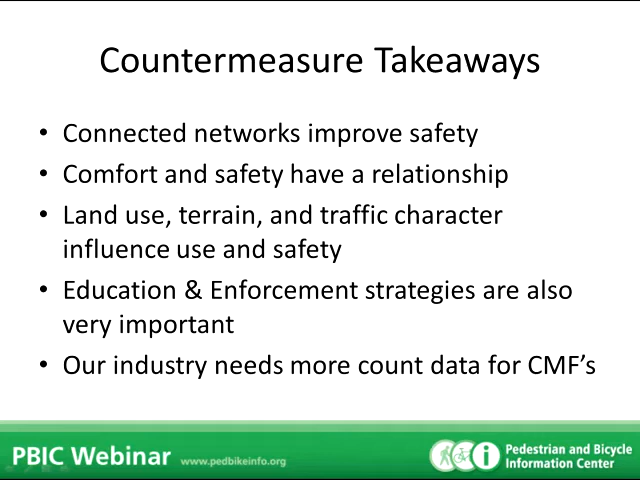 Countermeasure Takeaways
• Connected networks improve safety
• Comfort and safety have a relationship
• Land use, terrain, and traffic character
influence use and safety
• Education & Enforcement strategies are also
very important
• Our industry needs more count data for CMF’s
PBIC Webinar www.pedbikeinfo.org
Pedestrian and Bicycle
Information Center